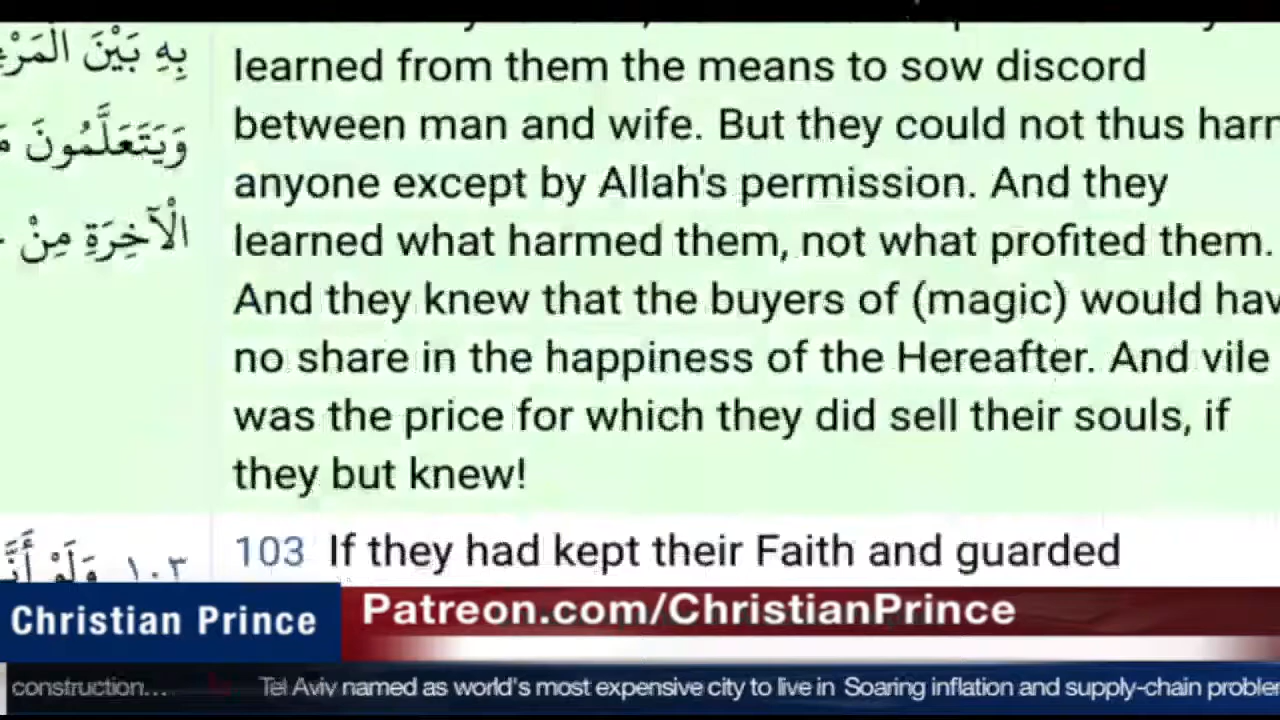 learned from them the means to sow discord
between man and wife. But they could not thus
anyone except by Allah's permission. And they
learned what harmed them, not what profited them.
And they knew that the buyers of (magic) would
no share in the happiness of the Hereafter. And vile
was the price for which they did sell their souls, if
they but knew!
بِهِ بَيْنَ
وَيَتَعَلَّمُونَ
الْآخِرَةِ مِنْ
103 If they had kept their Faith and guarded
١٠٣ وَلَوْ
Christian Prince
Patreon.com/ChristianPrince
construction... Tel Aviv named as world's most expensive city to live in Soaring inflation and supply-chain